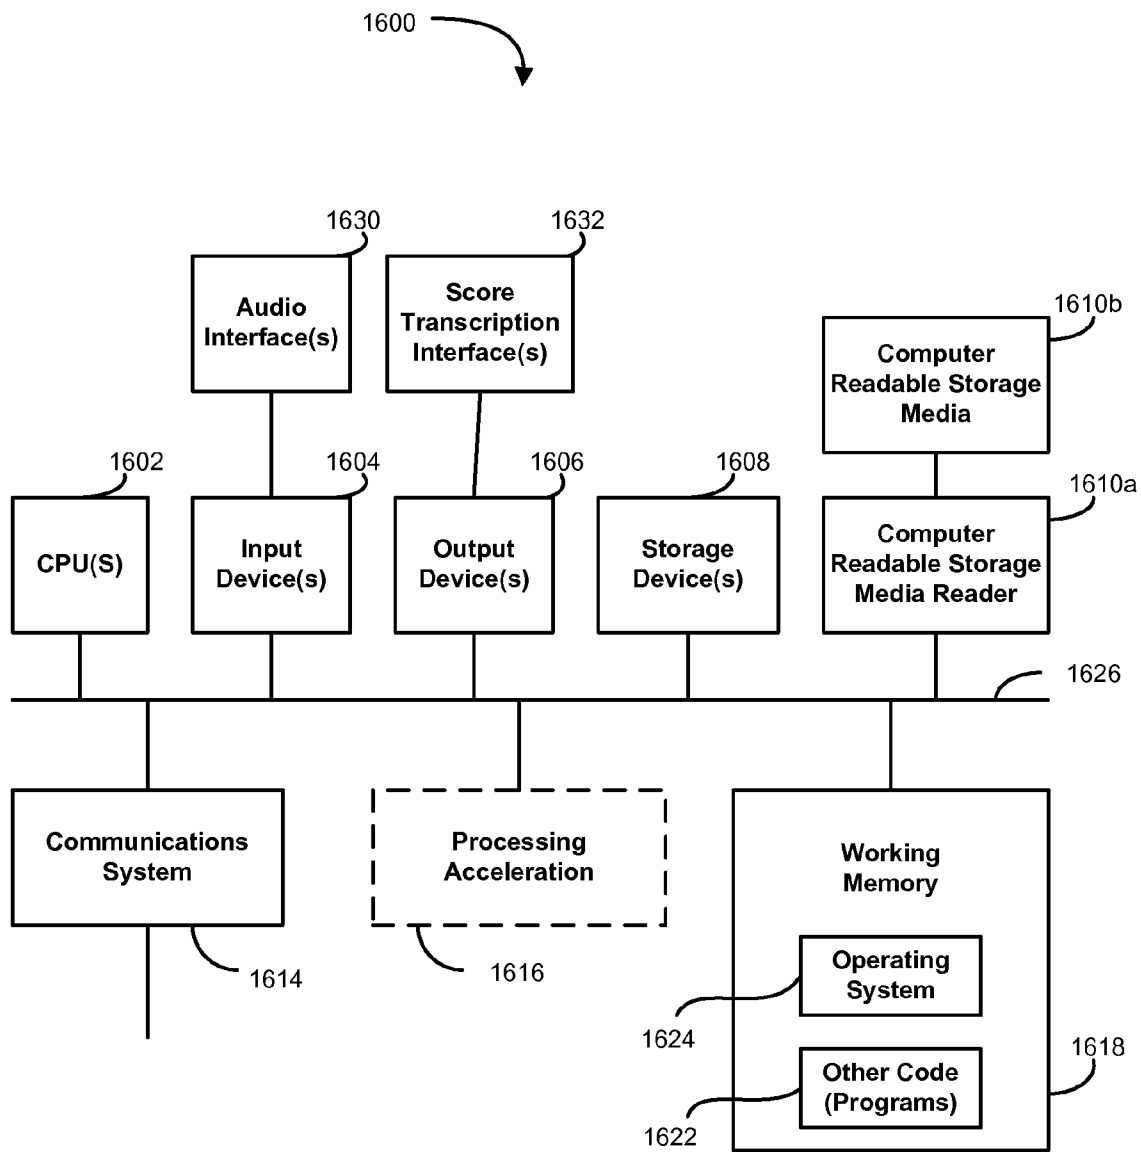 1600
1630
1632
Audio
Interface(s)
Score
Transcription
Interface(s)
1610b
Computer
Readable Storage
Media
1602
1604
1606
1608
1610a
CPU(S)
Input
Device(s)
Output
Device(s)
Storage
Device(s)
Computer
Readable Storage
Media Reader
1626
Communications
System
Processing
Acceleration
Working
Memory
1614
1616
Operating
System
1624
1618
Other Code
(Programs)
1622